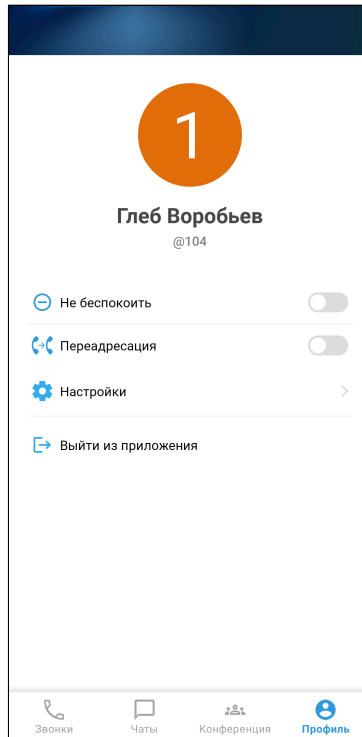 1
Глеб Воробьев
@104
Не беспокоить
Переадресация
Настройки
Выйти из приложения
Звонки Чаты Конференция Профиль